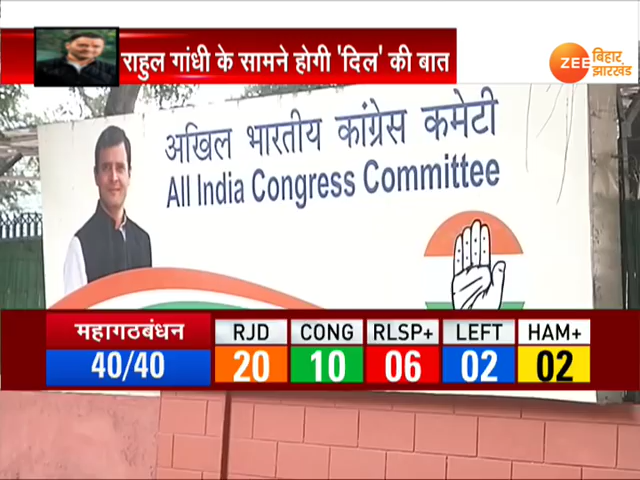 राहुल गांधी के सामने होगी 'दिल' की बात
ZEE बिहार झारखंड
अखिल भारतीय कांग्रेस कमेटी
All India Congress Committee
महागठबंधन RJD CONG RLSP+ LEFT HAM+
40/40 20 10 06 02 02